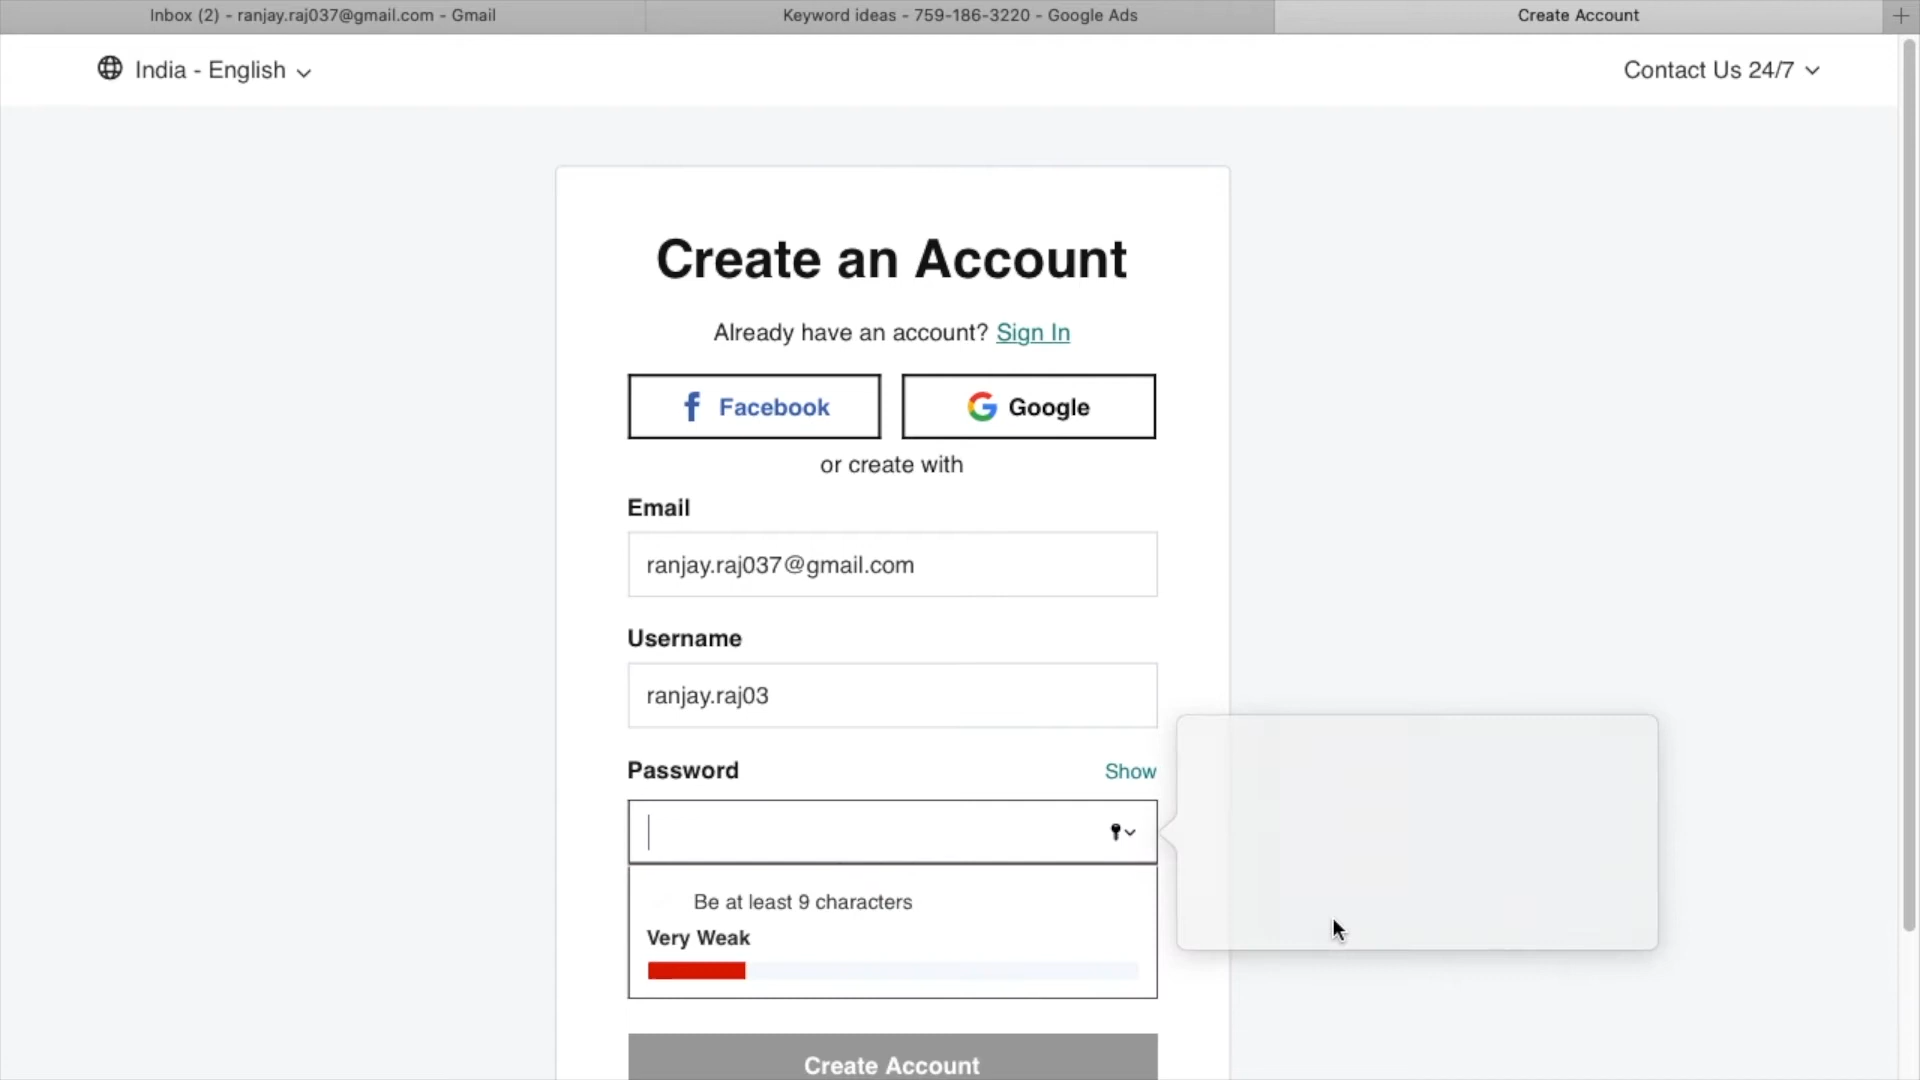 Inbox (2) - ranjay.raj037@gmail.com - Gmail
Keyword ideas - 759-186-3220 - Google Ads
Create Account
India - English
Contact Us 24/7
Create an Account
Already have an account? Sign In
Facebook
Google
or create with
Email
ranjay.raj037@gmail.com
Username
ranjay.raj03
Password
Show
Be at least 9 characters
Very Weak
Create Account